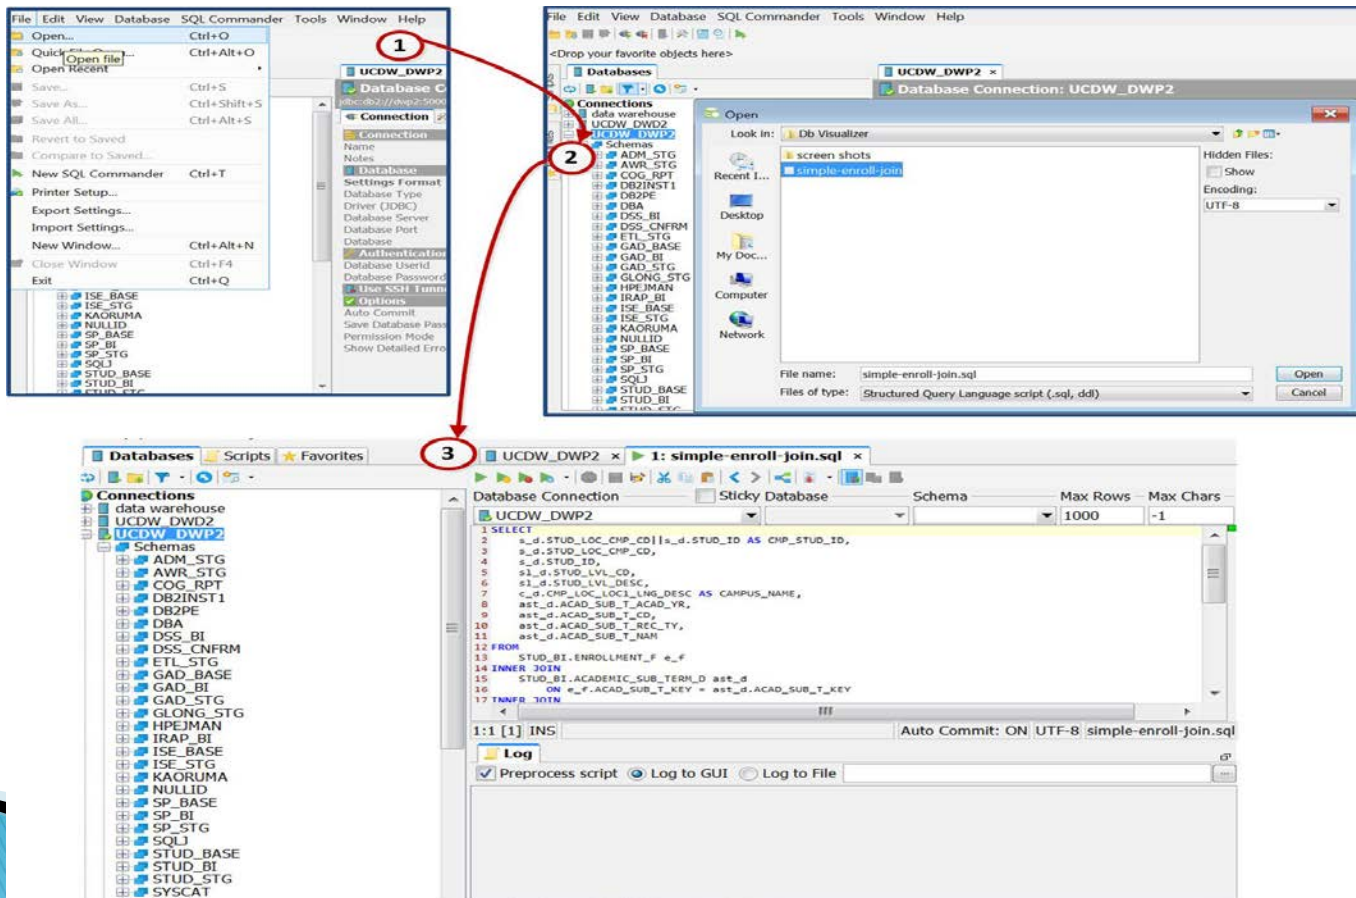 File Edit View Database SQL Commander Tools Window Help
Open... Ctrl+O
Ctrl+Alt+O
Open file
Open Recent
Save... Ctrl+S
Save As... Ctrl+Shift+S
Save All... Ctrl+Alt+S
Revert to Saved
Compare to Saved...
New SQL Commander Ctrl+T
Printer Setup...
Export Settings...
Import Settings...
New Window... Ctrl+Alt+N
Close Window Ctrl+F4
Exit Ctrl+Q
ISE_BASE
ISE_STG
KAORUMA
NULLID
SP_BASE
SP_BI
SP_STG
SQLJ
STUD_BASE
STUD_BI
1
UCDW_DWP2
Database
Connection
Connection
Name
Notes
Database
Settings Format
Database Type
Driver (JDBC)
Database Server
Database Port
Database
Authentication
Database Userid
Database Password
Use SSH
Options
Auto Commit
Save Database
Permission Mode
Show Detailed
File Edit View Database SQL Commander Tools Window Help
<Drop your favorite objects here>
Databases
UCDW_DWP2 ×
Database Connection: UCDW_DWP2
2
Connections
data warehouse
UCDW_DWD2
UCDW_DWP2
Schemas
ADM_STG
AWR_STG
COG_RPT
DB2INST1
DB2PE
DBA
DSS_BI
DSS_CNFRM
ETL_STG
GAD_BASE
GAD_BI
GAD_STG
GLONG_STG
HPEJMAN
IRAP_BI
ISE_BASE
ISE_STG
KAORUMA
NULLID
SP_BASE
SP_BI
SP_STG
SQLJ
STUD_BASE
STUD_BI
Open
Look in: Db Visualizer
screen shots
simple-enroll-join
Recent I...
Desktop
My Doc...
Computer
Network
Hidden Files:
Show
Encoding:
UTF-8
File name: simple-enroll-join.sql Open
Files of type: Structured Query Language script (.sql, ddl) Cancel
3
Databases Scripts Favorites
Connections
data warehouse
UCDW_DWD2
UCDW_DWP2
Schemas
ADM_STG
AWR_STG
COG_RPT
DB2INST1
DB2PE
DBA
DSS_BI
DSS_CNFRM
ETL_STG
GAD_BASE
GAD_BI
GAD_STG
GLONG_STG
HPEJMAN
IRAP_BI
ISE_BASE
ISE_STG
KAORUMA
NULLID
SP_BASE
SP_BI
SP_STG
SQLJ
STUD_BASE
STUD_BI
STUD_STG
SYSCAT
UCDW_DWP2 × 1: simple-enroll-join.sql ×
Database Connection Sticky Database Schema Max Rows Max Chars
UCDW_DWP2 1000 -1
1 SELECT
2 s_d.STUD_LOC_CMP_CD||s_d.STUD_ID AS CMP_STUD_ID,
3 s_d.STUD_LOC_CMP_CD,
4 s_d.STUD_ID,
5 sl_d.STUD_LVL_CD,
6 sl_d.STUD_LVL_DESC,
7 c_d.CMP_LOC_LOC1_LNG_DESC AS CAMPUS_NAME,
8 ast_d.ACAD_SUB_T_ACAD_YR,
9 ast_d.ACAD_SUB_T_CD,
10 ast_d.ACAD_SUB_T_REC_TY,
11 ast_d.ACAD_SUB_T_NAM
12 FROM
13 STUD_BI.ENROLLMENT_F e_f
14 INNER JOIN
15 STUD_BI.ACADEMIC_SUB_TERM_D ast_d
16 ON e_f.ACAD_SUB_T_KEY = ast_d.ACAD_SUB_T_KEY
17 INNER JOIN
1:1 [1] INS Auto Commit: ON UTF-8 simple-enroll-join.sql
Log
Preprocess script Log to GUI Log to File